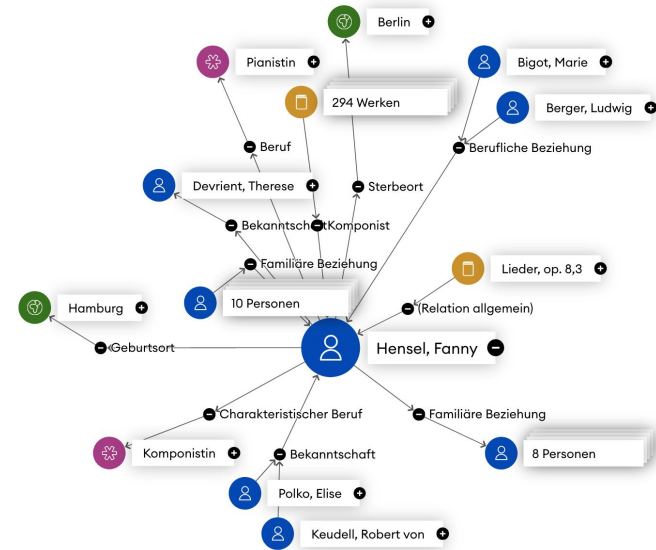 Berlin
Pianistin
Bigot, Marie
294 Werken
Berger, Ludwig
Beruf
Berufliche Beziehung
Devrient, Therese
Sterbeort
Bekanntschaft
Komponist
Familiäre Beziehung
Lieder, op. 8,3
10 Personen
Hamburg
(Relation allgemein)
Geburtsort
Hensel, Fanny
Charakteristischer Beruf
Familiäre Beziehung
Komponistin
Bekanntschaft
8 Personen
Polko, Elise
Keudell, Robert von